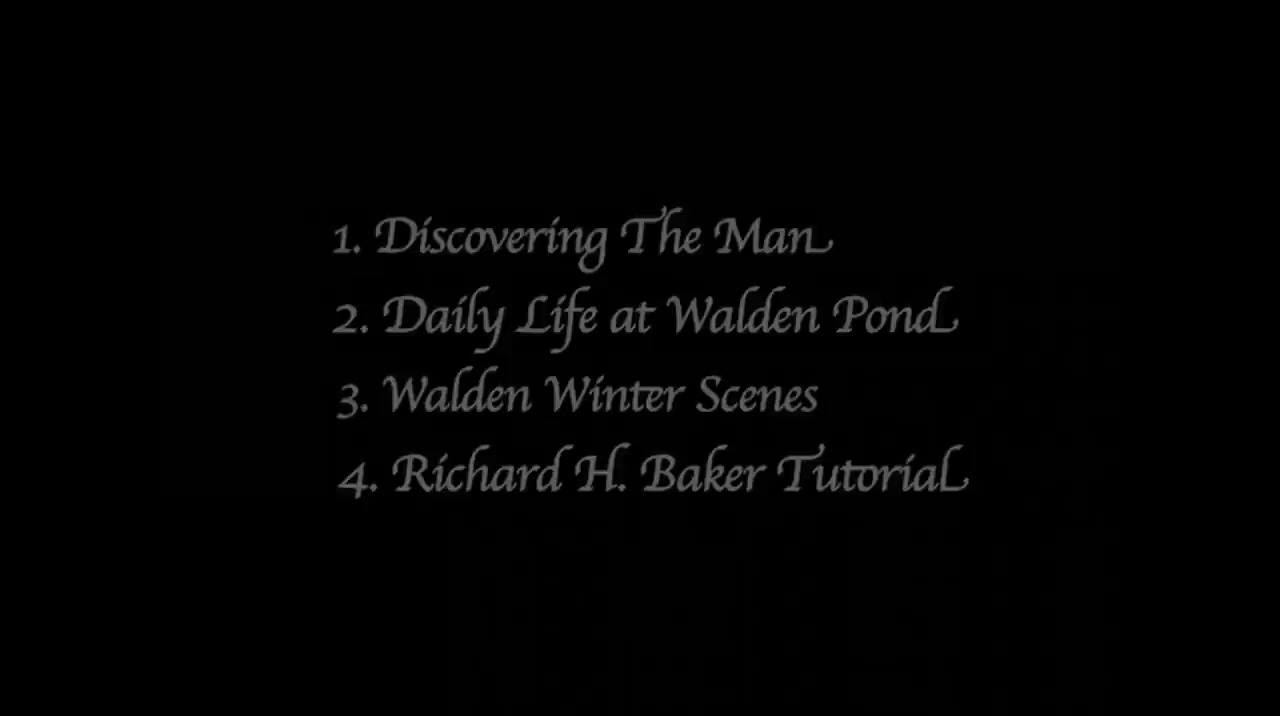 1. Discovering The Man
2. Daily Life at Walden Pond
3. Walden Winter Scenes
4. Richard H. Baker Tutorial